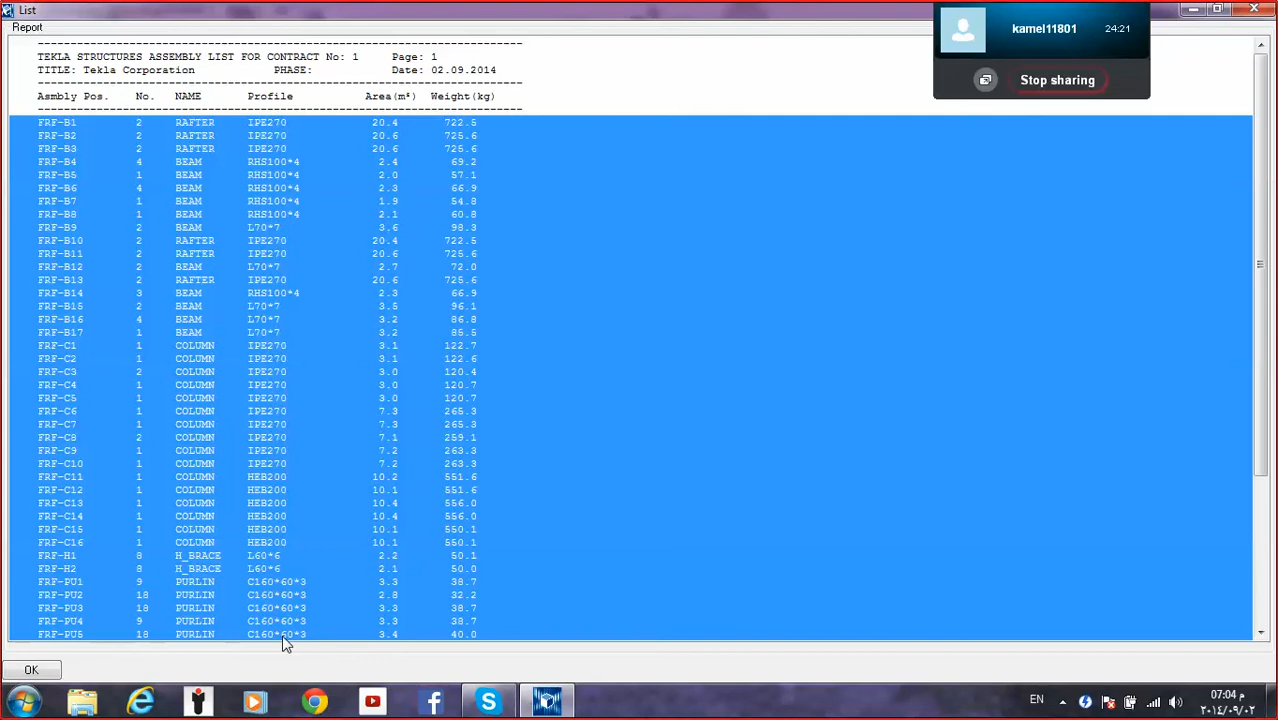 List
Report
kamel11801 24:21
Stop sharing
TEKLA STRUCTURES ASSEMBLY LIST FOR CONTRACT No: 1 Page: 1
TITLE: Tekla Corporation PHASE: Date: 02.09.2014
Asmbly Pos. No. NAME Profile Area(m²) Weight(kg)
FRF-B1 2 RAFTER IPE270 20.4 722.5
FRF-B2 2 RAFTER IPE270 20.6 725.6
FRF-B3 2 RAFTER IPE270 20.6 725.6
FRF-B4 4 BEAM RHS100*4 2.4 69.2
FRF-B5 1 BEAM RHS100*4 2.0 57.1
FRF-B6 4 BEAM RHS100*4 2.3 66.9
FRF-B7 1 BEAM RHS100*4 1.9 54.8
FRF-B8 1 BEAM RHS100*4 2.1 60.8
FRF-B9 2 BEAM L70*7 3.6 98.3
FRF-B10 2 RAFTER IPE270 20.4 722.5
FRF-B11 2 RAFTER IPE270 20.6 725.6
FRF-B12 2 BEAM L70*7 2.7 72.0
FRF-B13 2 RAFTER IPE270 20.6 725.6
FRF-B14 3 BEAM RHS100*4 2.3 66.9
FRF-B15 2 BEAM L70*7 3.5 96.1
FRF-B16 4 BEAM L70*7 3.2 86.8
FRF-B17 1 BEAM L70*7 3.2 85.5
FRF-C1 1 COLUMN IPE270 3.1 122.7
FRF-C2 1 COLUMN IPE270 3.1 122.6
FRF-C3 2 COLUMN IPE270 3.0 120.4
FRF-C4 1 COLUMN IPE270 3.0 120.7
FRF-C5 1 COLUMN IPE270 3.0 120.7
FRF-C6 1 COLUMN IPE270 7.3 265.3
FRF-C7 1 COLUMN IPE270 7.3 265.3
FRF-C8 2 COLUMN IPE270 7.1 259.1
FRF-C9 1 COLUMN IPE270 7.2 263.3
FRF-C10 1 COLUMN IPE270 7.2 263.3
FRF-C11 1 COLUMN HEB200 10.2 551.6
FRF-C12 1 COLUMN HEB200 10.1 551.6
FRF-C13 1 COLUMN HEB200 10.4 556.0
FRF-C14 1 COLUMN HEB200 10.4 556.0
FRF-C15 1 COLUMN HEB200 10.1 550.1
FRF-C16 1 COLUMN HEB200 10.1 550.1
FRF-H1 8 H_BRACE L60*6 2.2 50.1
FRF-H2 8 H_BRACE L60*6 2.1 50.0
FRF-PU1 9 PURLIN C160*60*3 3.3 38.7
FRF-PU2 18 PURLIN C160*60*3 2.8 32.2
FRF-PU3 18 PURLIN C160*60*3 3.3 38.7
FRF-PU4 9 PURLIN C160*60*3 3.3 38.7
FRF-PU5 18 PURLIN C160*60*3 3.4 40.0
OK
EN
07:04 م
٢٠١٤/٠٩/٠٢